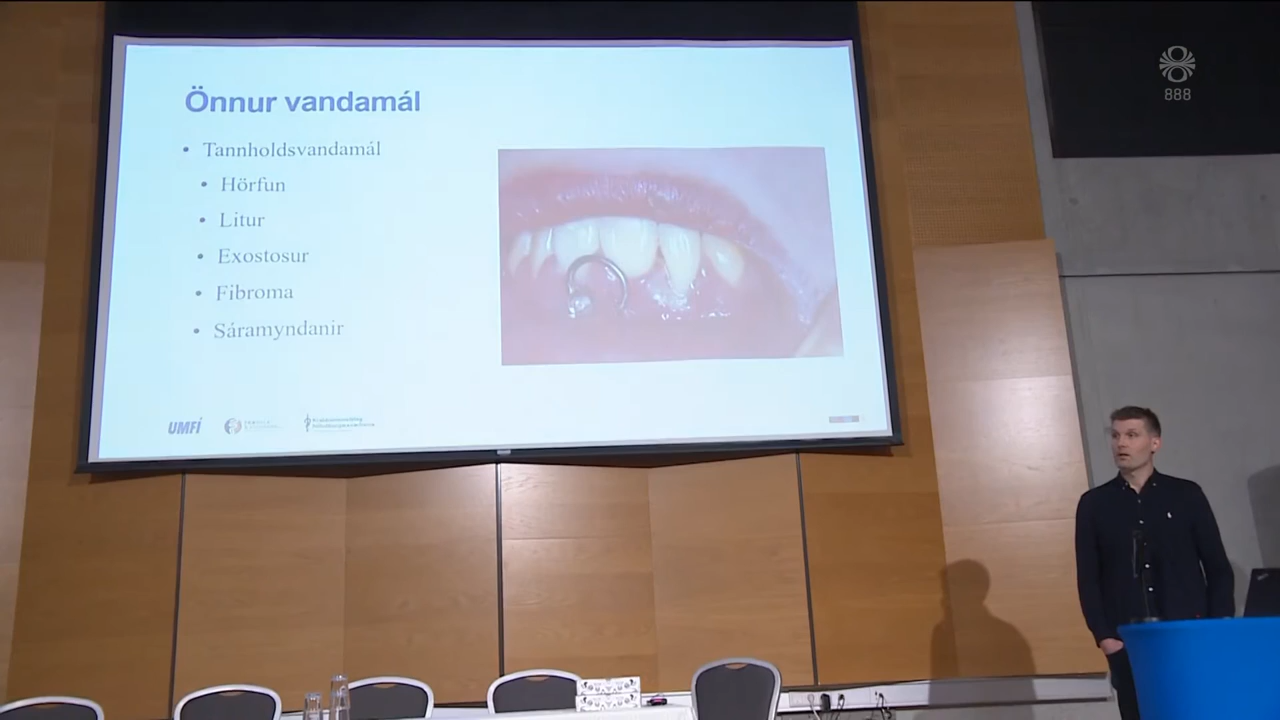 888
Önnur vandamál
• Tannholdsvandamál
• Hörfun
• Litur
• Exostosur
• Fibroma
• Sáramyndanir
UMFÍ